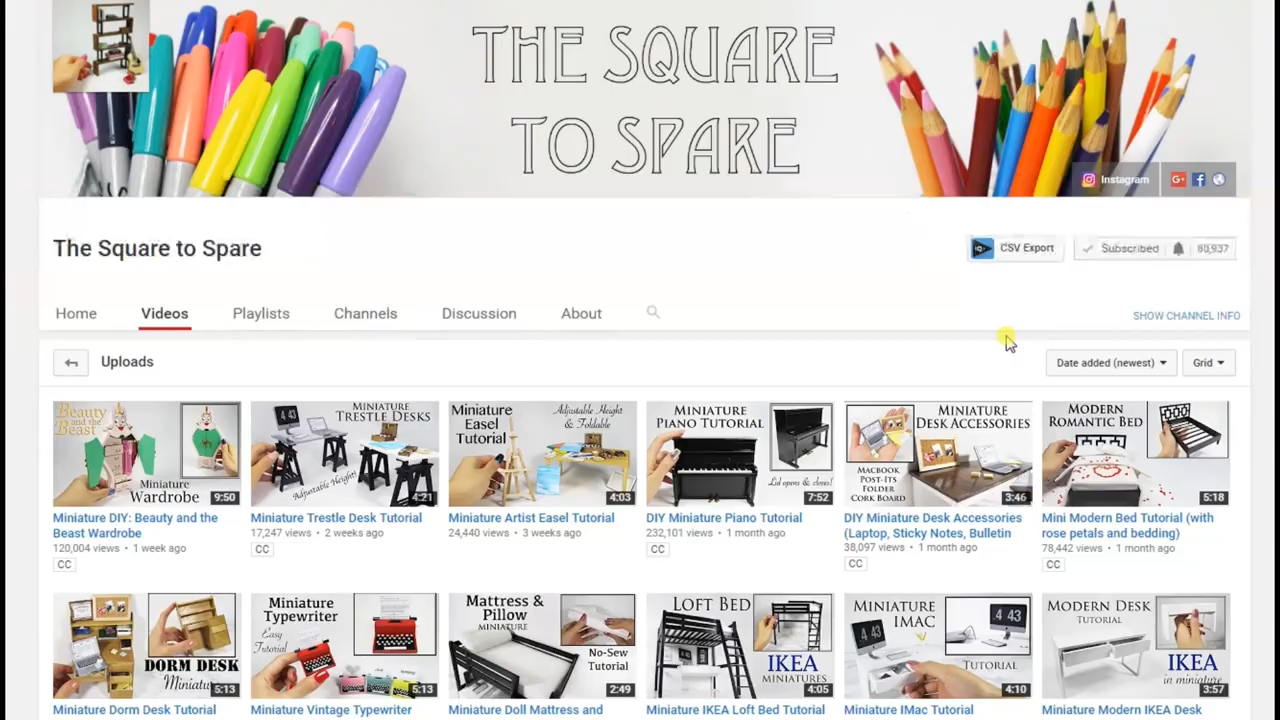 THE SQUARE
TO SPARE
Instagram
The Square to Spare
CSV Export
Subscribed 60,937
Home Videos Playlists Channels Discussion About
SHOW CHANNEL INFO
Uploads
Date added (newest) Grid
Beauty
and the
Beast
Miniature
Wardrobe
9:50
Miniature DIY: Beauty and the
Beast Wardrobe
120,004 views • 1 week ago
CC
Miniature
Trestle Desks
Adjustable Height!
4:21
Miniature Trestle Desk Tutorial
17,247 views • 2 weeks ago
CC
Miniature
Easel
Tutorial
Adjustable Height
& Foldable
4:03
Miniature Artist Easel Tutorial
24,440 views • 3 weeks ago
Miniature
Piano Tutorial
Lid opens & closes!
7:52
DIY Miniature Piano Tutorial
232,101 views • 1 month ago
CC
Miniature
Desk Accessories
Macbook
Post-Its
Folder
Cork Board
3:46
DIY Miniature Desk Accessories
(Laptop, Sticky Notes, Bulletin
38,097 views • 1 month ago
CC
Modern
Romantic Bed
5:18
Mini Modern Bed Tutorial (with
rose petals and bedding)
78,442 views • 1 month ago
CC
DORM DESK
Miniatu
5:13
Miniature Dorm Desk Tutorial
Miniature
Typewriter
Easy
Tutorial
5:13
Miniature Vintage Typewriter
Mattress &
Pillow
MINIATURE
No-Sew
Tutorial
2:49
Miniature Doll Mattress and
Loft Bed
IKEA
miniatures
4:05
Miniature IKEA Loft Bed Tutorial
Miniature
iMac
4 43
Tutorial
4:10
Miniature IMac Tutorial
Modern Desk
Tutorial
IKEA
in miniature
3:57
Miniature Modern IKEA Desk